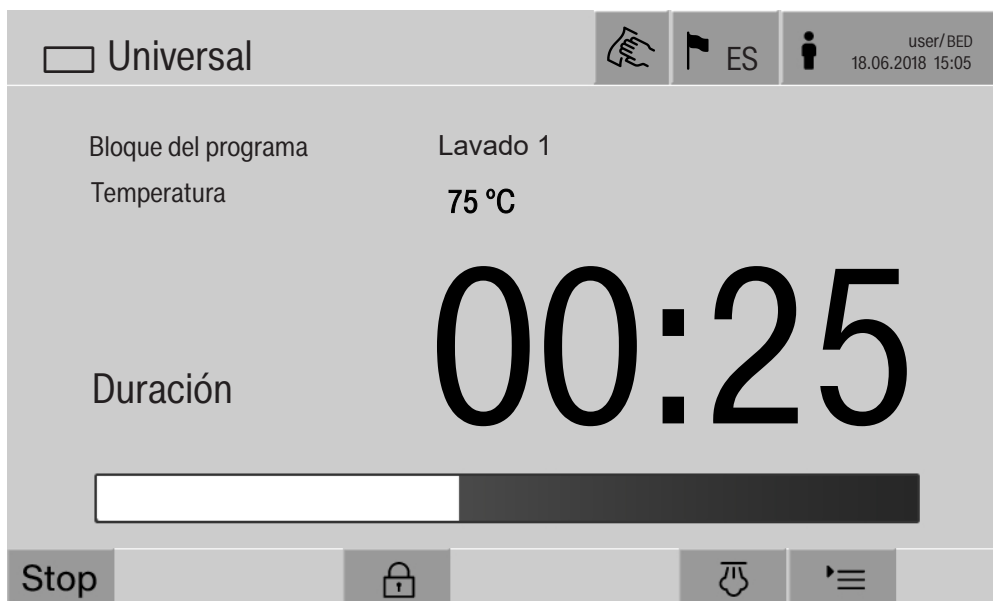 Universal
ES
user/BED
18.06.2018 15:05
Bloque del programa Lavado 1
Temperatura 75 ºC
Duración 00:25
Stop